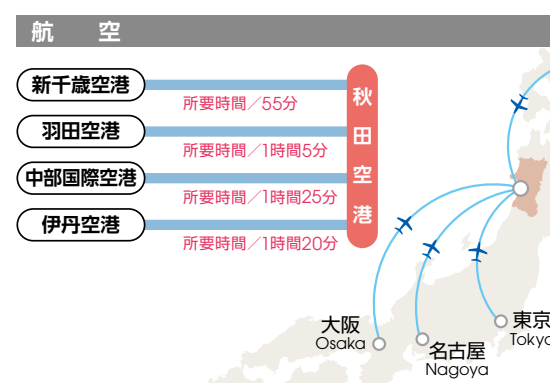 航 空
新千歳空港
所要時間／55分
羽田空港
所要時間／1時間5分
中部国際空港
所要時間／1時間25分
伊丹空港
所要時間／1時間20分
秋田空港
大阪
Osaka
名古屋
Nagoya
東京
Tokyo